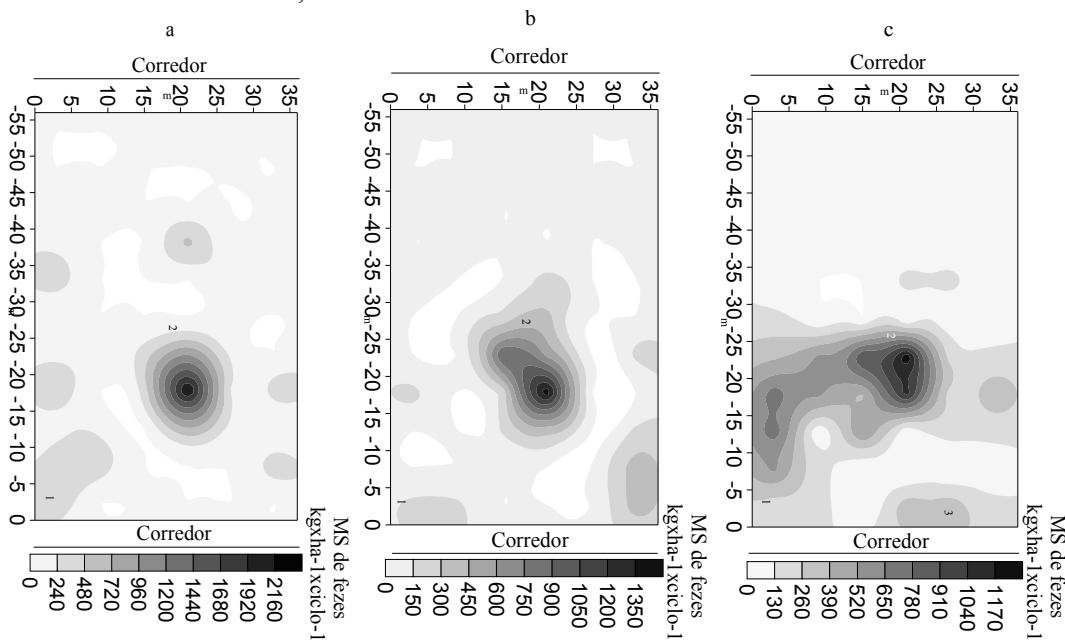 a
Corredor
m
0 5 10 15 20 25 30 35
-55 -50 -45 -40 -35 -30 -25 -20 -15 -10 -5 0
2
1
Corredor
MS de fezes
kgxha-1xciclo-1
0 240 480 720 960 1200 1440 1680 1920 2160
b
Corredor
m
0 5 10 15 20 25 30 35
-55 -50 -45 -40 -35 -30 -25 -20 -15 -10 -5 0
m
2
1
Corredor
MS de fezes
kgxha-1xciclo-1
0 150 300 450 600 750 900 1050 1200 1350
c
Corredor
m
0 5 10 15 20 25 30 35
-55 -50 -45 -40 -35 -30 -25 -20 -15 -10 -5 0
m
2
1
3
Corredor
MS de fezes
kgxha-1xciclo-1
0 130 260 390 520 650 780 910 1040 1170